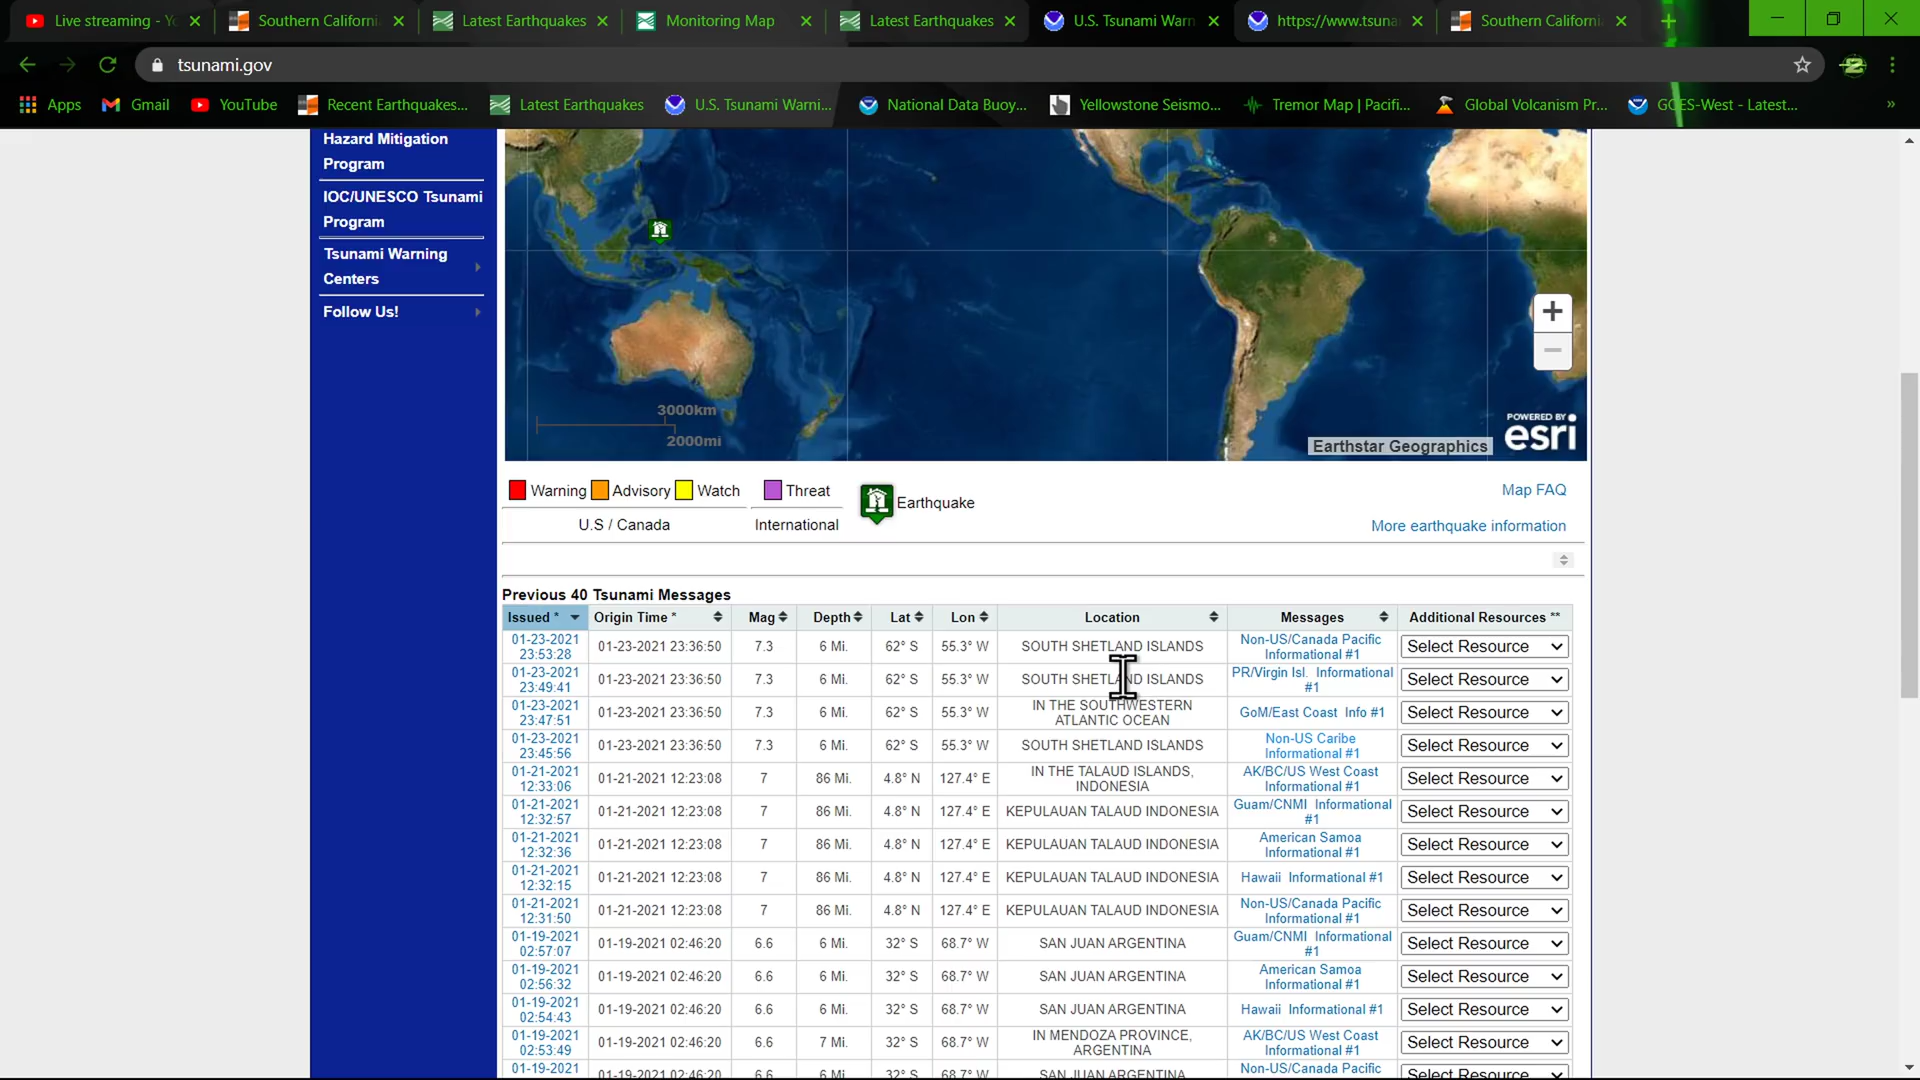 Live streaming - Yo
Southern Californi
Latest Earthquakes
Monitoring Map
Latest Earthquakes
U.S. Tsunami Warn
https://www.tsuna
Southern Californi
tsunami.gov
Apps
Gmail
YouTube
Recent Earthquakes...
Latest Earthquakes
U.S. Tsunami Warni...
National Data Buoy...
Yellowstone Seismo...
Tremor Map | Pacifi...
Global Volcanism Pr...
GOES-West - Latest...
»
Hazard Mitigation
Program
IOC/UNESCO Tsunami
Program
Tsunami Warning
Centers
Follow Us!
+
−
3000km
2000mi
Earthstar Geographics
POWERED BY
esri
Warning Advisory Watch Threat Earthquake
U.S / Canada International
Map FAQ
More earthquake information
Previous 40 Tsunami Messages
Issued * Origin Time * Mag Depth Lat Lon Location Messages Additional Resources **
01-23-2021
23:53:28
01-23-2021 23:36:50 7.3 6 Mi. 62° S 55.3° W SOUTH SHETLAND ISLANDS
Non-US/Canada Pacific
Informational #1
Select Resource
01-23-2021
23:49:41
01-23-2021 23:36:50 7.3 6 Mi. 62° S 55.3° W SOUTH SHETLAND ISLANDS
PR/Virgin Isl. Informational
#1
Select Resource
01-23-2021
23:47:51
01-23-2021 23:36:50 7.3 6 Mi. 62° S 55.3° W
IN THE SOUTHWESTERN
ATLANTIC OCEAN
GoM/East Coast Info #1
Select Resource
01-23-2021
23:45:56
01-23-2021 23:36:50 7.3 6 Mi. 62° S 55.3° W SOUTH SHETLAND ISLANDS
Non-US Caribe
Informational #1
Select Resource
01-21-2021
12:33:06
01-21-2021 12:23:08 7 86 Mi. 4.8° N 127.4° E
IN THE TALAUD ISLANDS,
INDONESIA
AK/BC/US West Coast
Informational #1
Select Resource
01-21-2021
12:32:57
01-21-2021 12:23:08 7 86 Mi. 4.8° N 127.4° E KEPULAUAN TALAUD INDONESIA
Guam/CNMI Informational
#1
Select Resource
01-21-2021
12:32:36
01-21-2021 12:23:08 7 86 Mi. 4.8° N 127.4° E KEPULAUAN TALAUD INDONESIA
American Samoa
Informational #1
Select Resource
01-21-2021
12:32:15
01-21-2021 12:23:08 7 86 Mi. 4.8° N 127.4° E KEPULAUAN TALAUD INDONESIA
Hawaii Informational #1
Select Resource
01-21-2021
12:31:50
01-21-2021 12:23:08 7 86 Mi. 4.8° N 127.4° E KEPULAUAN TALAUD INDONESIA
Non-US/Canada Pacific
Informational #1
Select Resource
01-19-2021
02:57:07
01-19-2021 02:46:20 6.6 6 Mi. 32° S 68.7° W SAN JUAN ARGENTINA
Guam/CNMI Informational
#1
Select Resource
01-19-2021
02:56:32
01-19-2021 02:46:20 6.6 6 Mi. 32° S 68.7° W SAN JUAN ARGENTINA
American Samoa
Informational #1
Select Resource
01-19-2021
02:54:43
01-19-2021 02:46:20 6.6 6 Mi. 32° S 68.7° W SAN JUAN ARGENTINA
Hawaii Informational #1
Select Resource
01-19-2021
02:53:49
01-19-2021 02:46:20 6.6 7 Mi. 32° S 68.7° W
IN MENDOZA PROVINCE,
ARGENTINA
AK/BC/US West Coast
Informational #1
Select Resource
01-19-2021
01-19-2021 02:46:20 6.6 6 Mi. 32° S 68.7° W SAN JUAN ARGENTINA
Non-US/Canada Pacific
Select Resource